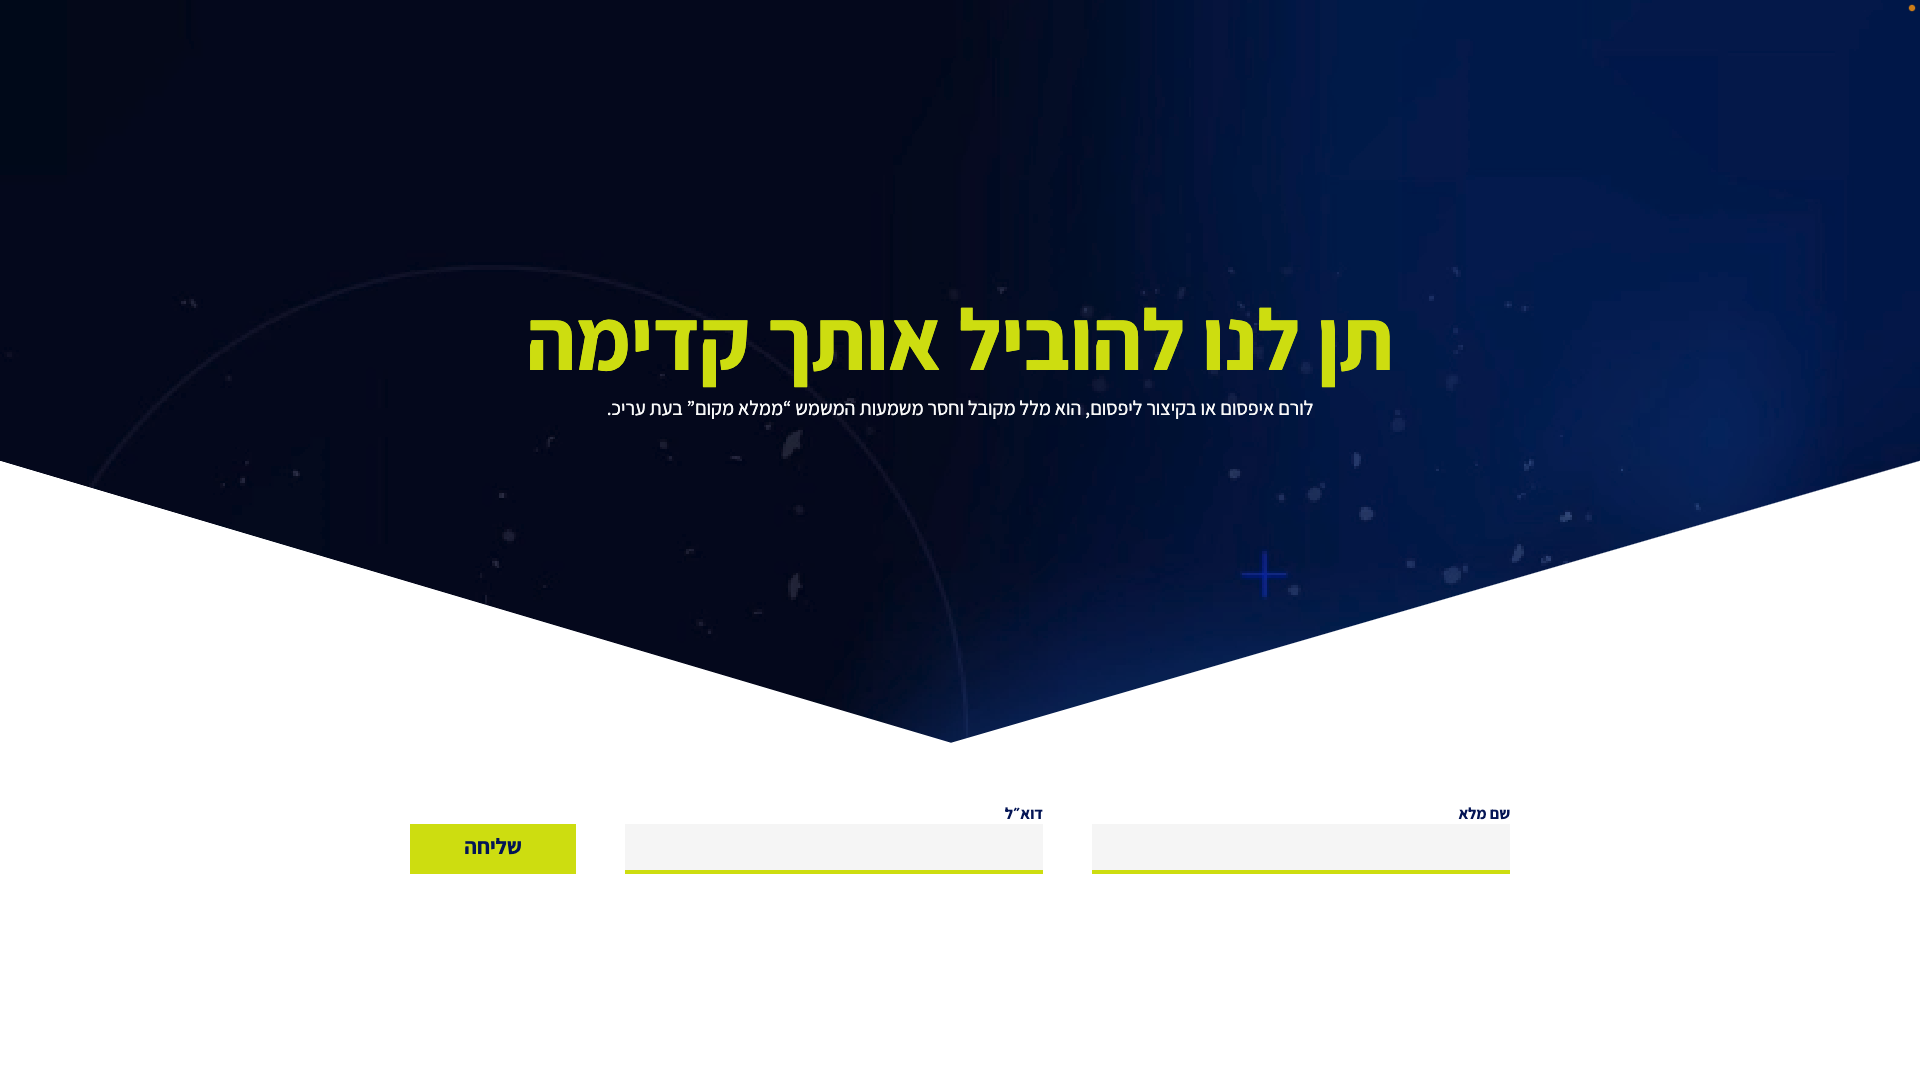 תן לנו להוביל אותך קדימה
לורם איפסום או בקיצור ליפסום, הוא מלל מקובל וחסר משמעות המשמש “ממלא מקום” בעת עריכ.
שם מלא
דוא״ל
שליחה